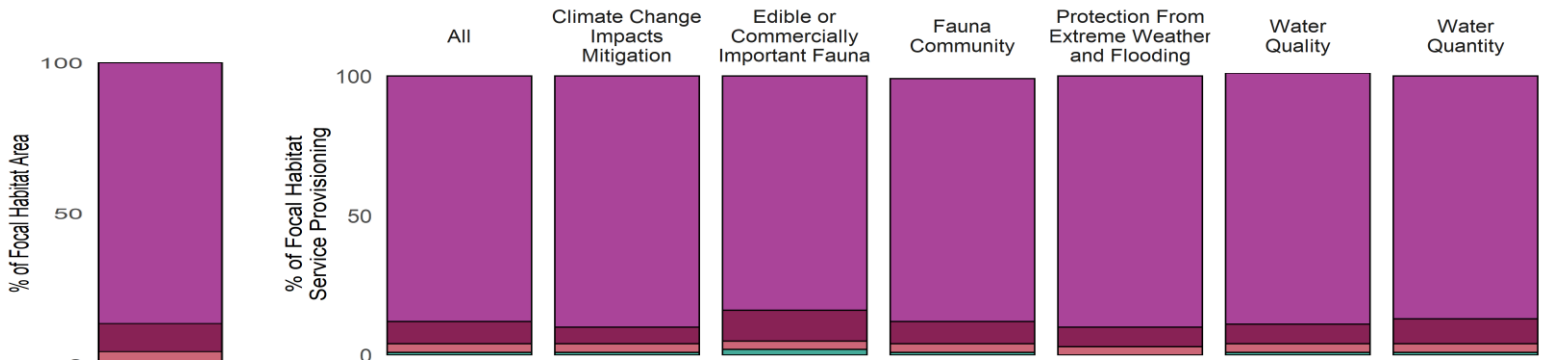 100
50
% of Focal Habitat Area
100
50
0
% of Focal Habitat
Service Provisioning
All
Climate Change
Impacts
Mitigation
Edible or
Commercially
Important Fauna
Fauna
Community
Protection From
Extreme Weather
and Flooding
Water
Quality
Water
Quantity